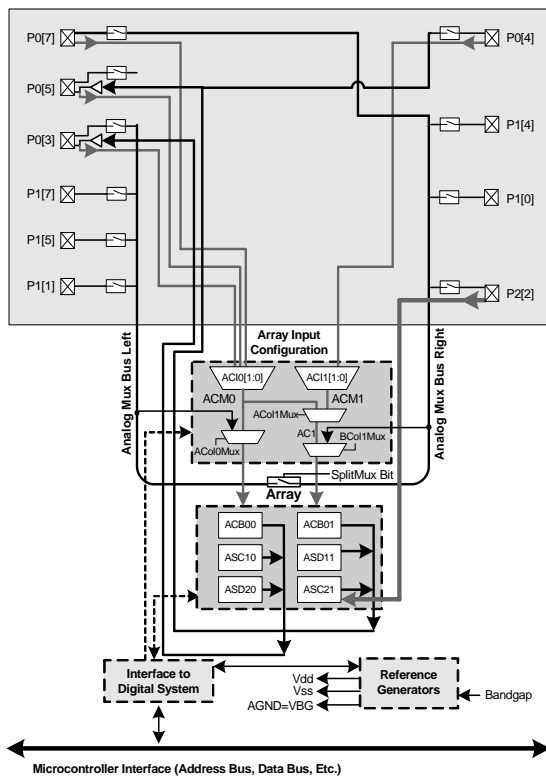 P0[7]
P0[4]
P0[5]
P0[3]
P1[4]
P1[7]
P1[0]
P1[5]
P1[1]
P2[2]
Array Input
Configuration
Analog Mux Bus Left
Analog Mux Bus Right
ACI0[1:0]
ACI1[1:0]
ACM0
ACM1
ACol1Mux
AC1
ACol0Mux
BCol1Mux
SplitMux Bit
Array
ACB00
ACB01
ASC10
ASD11
ASD20
ASC21
Interface to
Digital System
Vdd
Vss
AGND=VBG
Reference
Generators
Bandgap
Microcontroller Interface (Address Bus, Data Bus, Etc.)